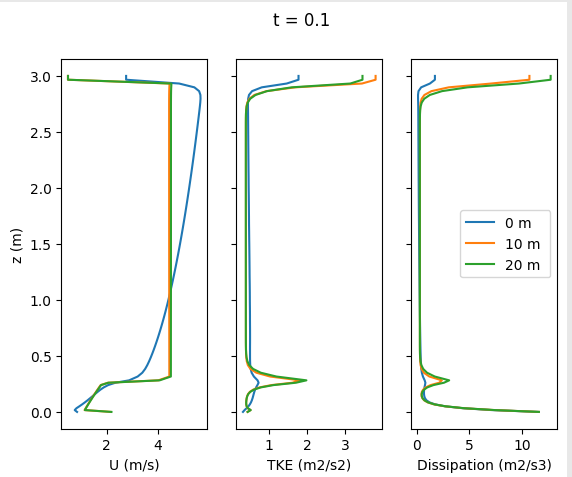 t = 0.1
z (m)
3.0
2.5
2.0
1.5
1.0
0.5
0.0
0 m
10 m
20 m
2 4
1 2 3
0 5 10
U (m/s)
TKE (m2/s2)
Dissipation (m2/s3)